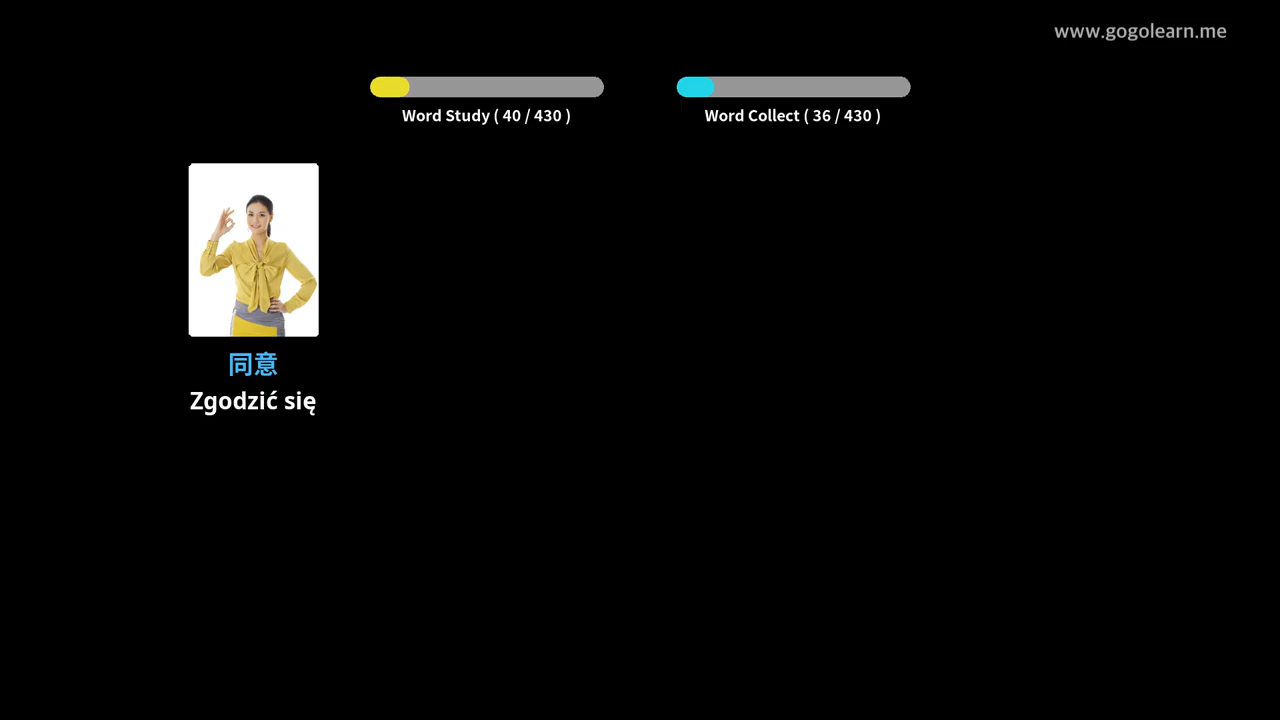 www.gogolearn.me
Word Study ( 40 / 430 )
Word Collect ( 36 / 430 )
同意
Zgodzić się